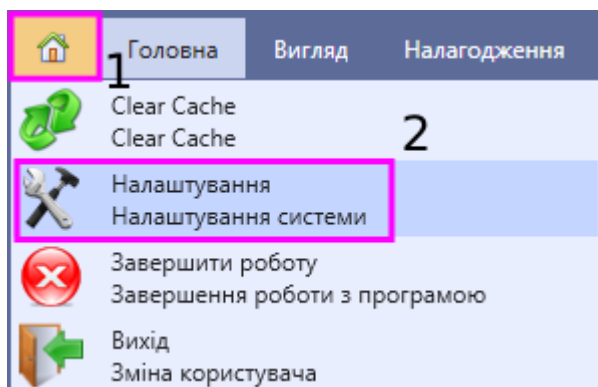 1
Головна Вигляд Налагодження
Clear Cache
Clear Cache
2
Налаштування
Налаштування системи
Завершити роботу
Завершення роботи з програмою
Вихід
Зміна користувача